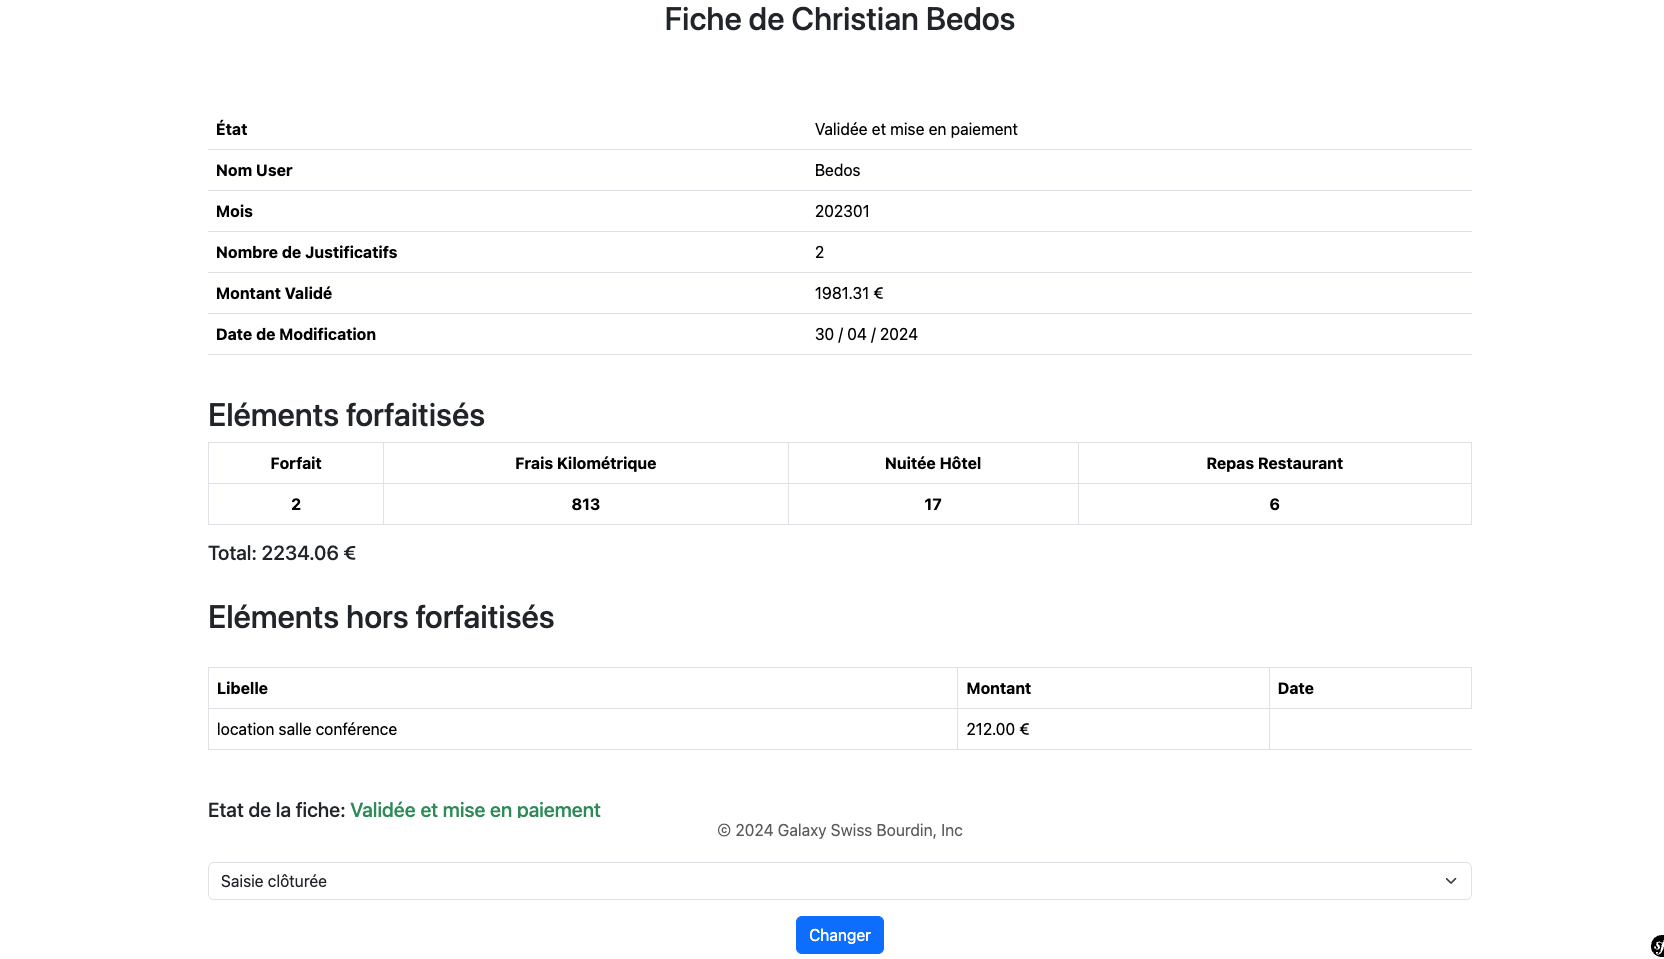 Fiche de Christian Bedos
État Validée et mise en paiement
Nom User Bedos
Mois 202301
Nombre de Justificatifs 2
Montant Validé 1981.31 €
Date de Modification 30 / 04 / 2024
Eléments forfaitisés
Forfait Frais Kilométrique Nuitée Hôtel Repas Restaurant
2 813 17 6
Total: 2234.06 €
Eléments hors forfaitisés
Libelle Montant Date
location salle conférence 212.00 €
Etat de la fiche: Validée et mise en paiement
© 2024 Galaxy Swiss Bourdin, Inc
Saisie clôturée
Changer
sf